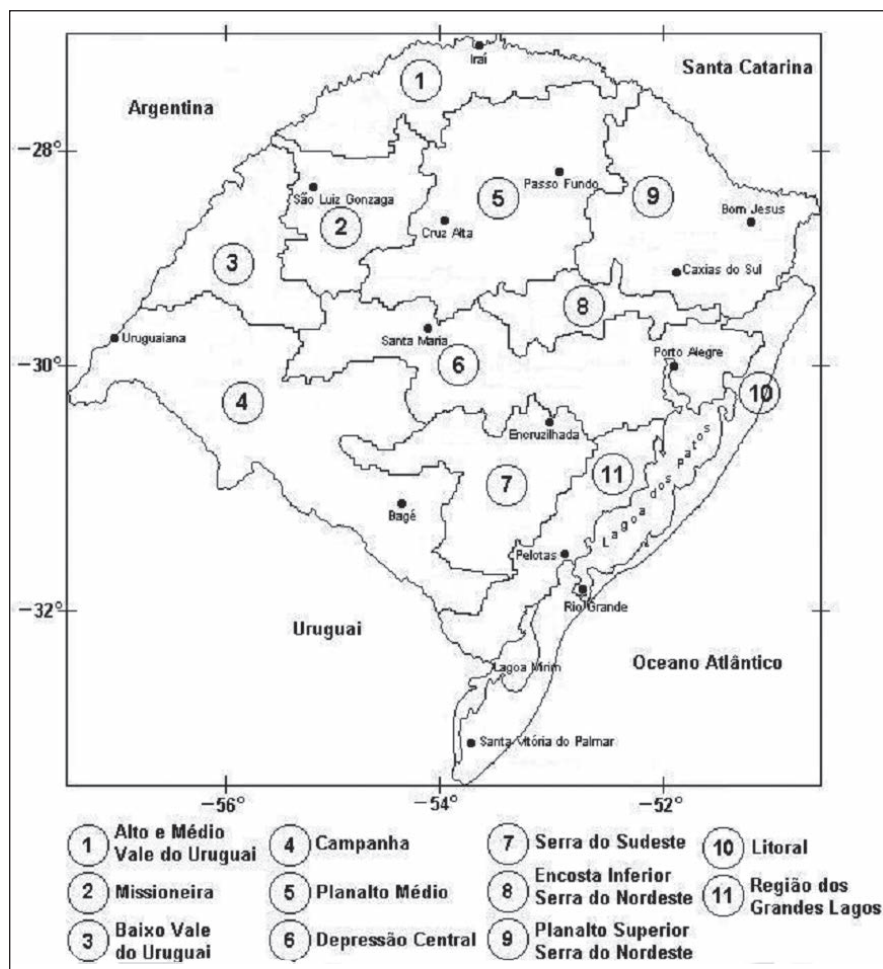 Argentina
Santa Catarina
Iraí
1
−28°
São Luiz Gonzaga
2
Passo Fundo
5
Cruz Alta
9
Bom Jesus
Caxias do Sul
3
8
Uruguaiana
Santa Maria
6
−30°
Porto Alegre
4
10
Encruzilhada
7
11
Lagoa dos Patos
Bagé
Pelotas
−32°
Rio Grande
Uruguai
Oceano Atlântico
Lagoa Mirim
Santa Vitória do Palmar
−56°
−54°
−52°
1 Alto e Médio
Vale do Uruguai
2 Missioneira
3 Baixo Vale
do Uruguai
4 Campanha
5 Planalto Médio
6 Depressão Central
7 Serra do Sudeste
8 Encosta Inferior
Serra do Nordeste
9 Planalto Superior
Serra do Nordeste
10 Litoral
11 Região dos
Grandes Lagos